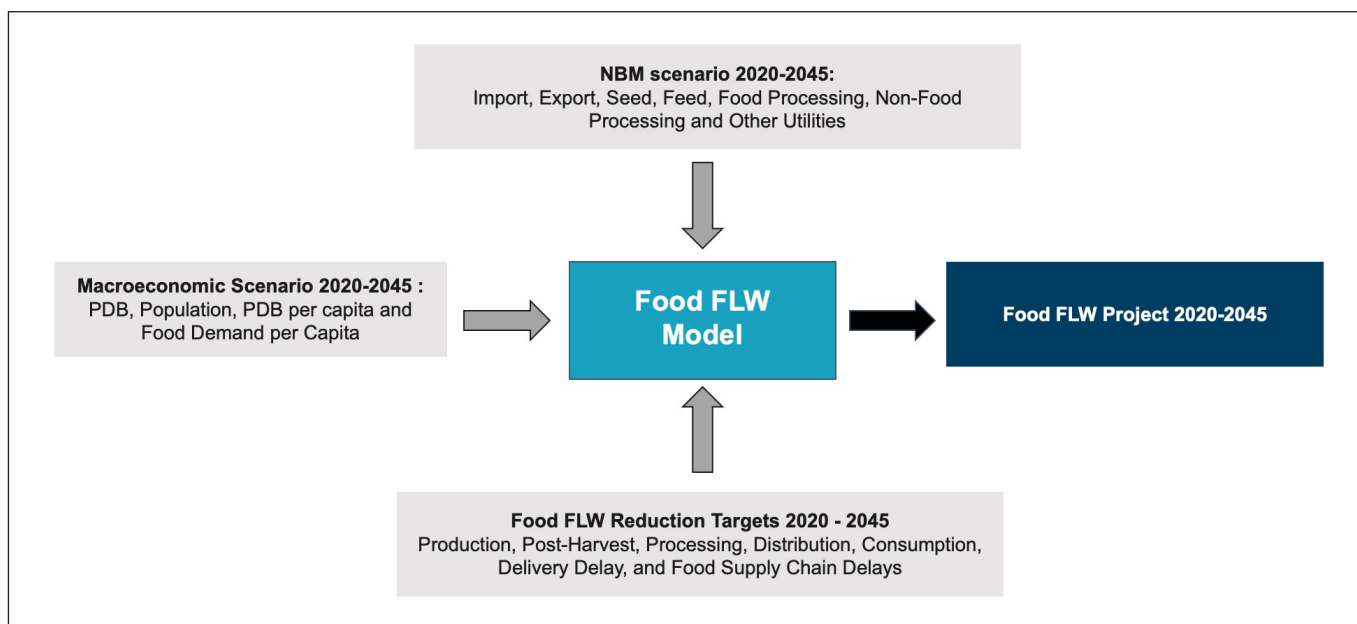 NBM scenario 2020-2045:
Import, Export, Seed, Feed, Food Processing, Non-Food
Processing and Other Utilities
Macroeconomic Scenario 2020-2045 :
PDB, Population, PDB per capita and
Food Demand per Capita
Food FLW
Model
Food FLW Project 2020-2045
Food FLW Reduction Targets 2020 - 2045
Production, Post-Harvest, Processing, Distribution, Consumption,
Delivery Delay, and Food Supply Chain Delays